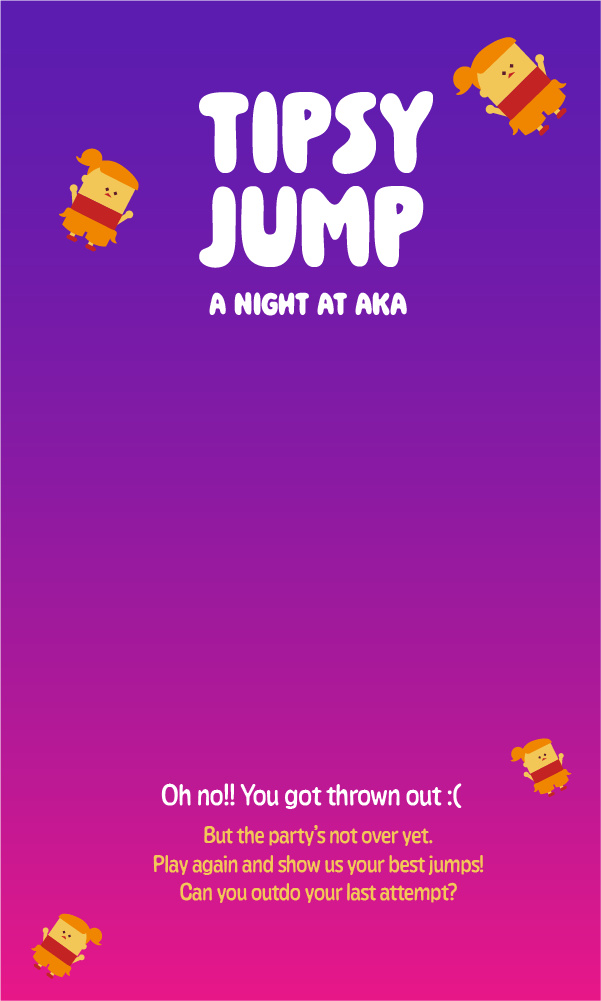 TIPSY
JUMP
A NIGHT AT AKA
Oh no!! You got thrown out :(
But the party's not over yet.
Play again and show us your best jumps!
Can you outdo your last attempt?